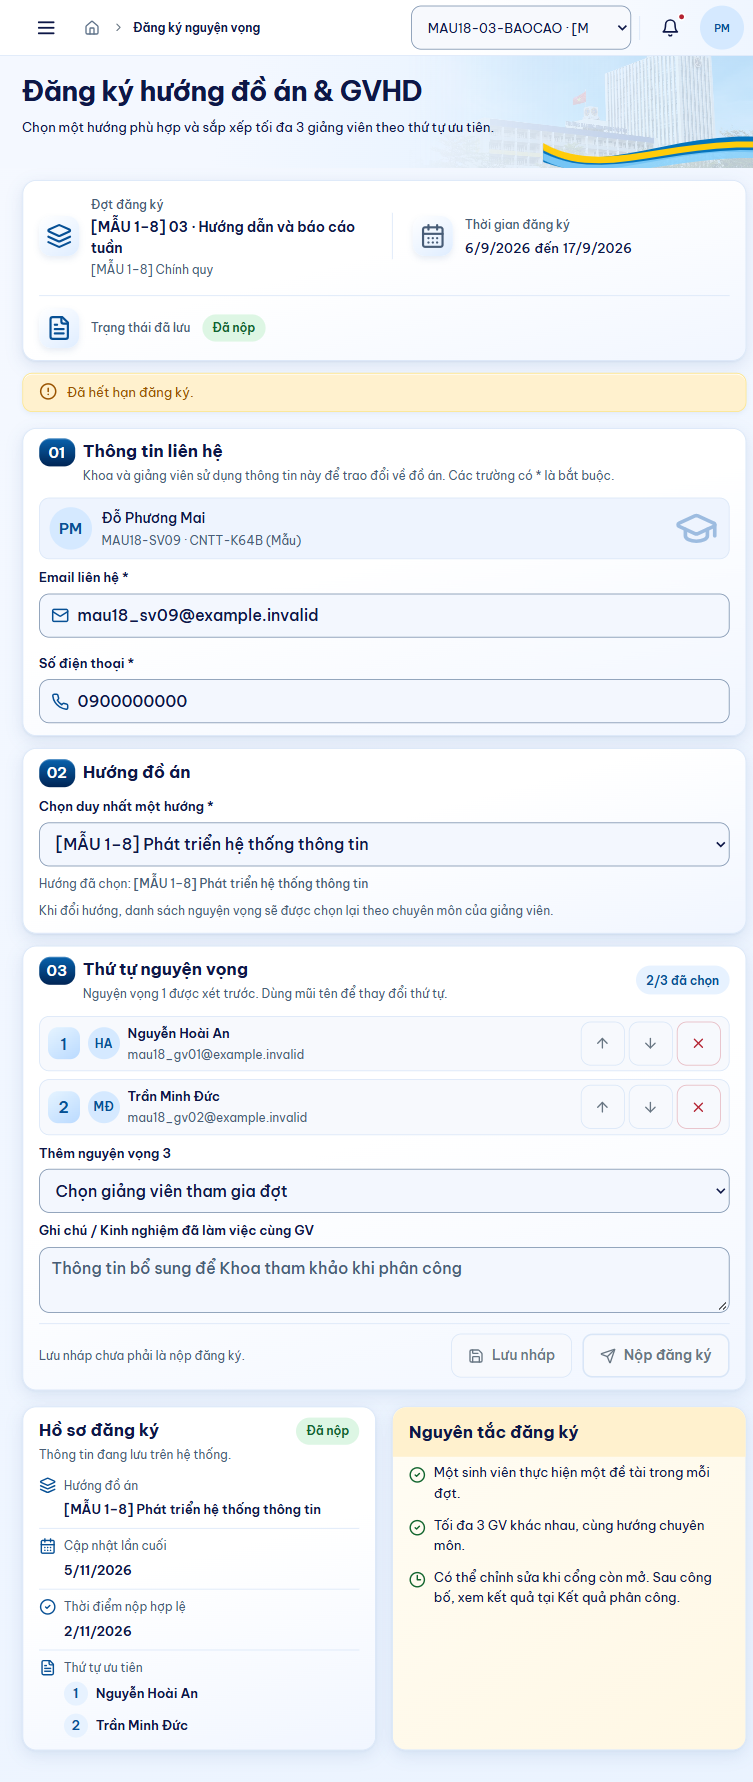 Đăng ký nguyện vọng
MAU18-03-BAOCAO · [M
PM
Đăng ký hướng đồ án & GVHD
Chọn một hướng phù hợp và sắp xếp tối đa 3 giảng viên theo thứ tự ưu tiên.
Đợt đăng ký
[MẪU 1-8] 03 · Hướng dẫn và báo cáo
tuần
[MẪU 1-8] Chính quy
Thời gian đăng ký
6/9/2026 đến 17/9/2026
Trạng thái đã lưu
Đã nộp
Đã hết hạn đăng ký.
01
Thông tin liên hệ
Khoa và giảng viên sử dụng thông tin này để trao đổi về đồ án. Các trường có * là bắt buộc.
PM
Đỗ Phương Mai
MAU18-SV09 · CNTT-K64B (Mẫu)
Email liên hệ *
mau18_sv09@example.invalid
Số điện thoại *
0900000000
02
Hướng đồ án
Chọn duy nhất một hướng *
[MẪU 1-8] Phát triển hệ thống thông tin
Hướng đã chọn: [MẪU 1-8] Phát triển hệ thống thông tin
Khi đổi hướng, danh sách nguyện vọng sẽ được chọn lại theo chuyên môn của giảng viên.
03
Thứ tự nguyện vọng
Nguyện vọng 1 được xét trước. Dùng mũi tên để thay đổi thứ tự.
2/3 đã chọn
1
HA
Nguyễn Hoài An
mau18_gv01@example.invalid
2
MĐ
Trần Minh Đức
mau18_gv02@example.invalid
Thêm nguyện vọng 3
Chọn giảng viên tham gia đợt
Ghi chú / Kinh nghiệm đã làm việc cùng GV
Thông tin bổ sung để Khoa tham khảo khi phân công
Lưu nháp chưa phải là nộp đăng ký.
Lưu nháp
Nộp đăng ký
Hồ sơ đăng ký
Đã nộp
Thông tin đang lưu trên hệ thống.
Hướng đồ án
[MẪU 1-8] Phát triển hệ thống thông tin
Cập nhật lần cuối
5/11/2026
Thời điểm nộp hợp lệ
2/11/2026
Thứ tự ưu tiên
1 Nguyễn Hoài An
2 Trần Minh Đức
Nguyên tắc đăng ký
Một sinh viên thực hiện một đề tài trong mỗi
đợt.
Tối đa 3 GV khác nhau, cùng hướng chuyên
môn.
Có thể chỉnh sửa khi cổng còn mở. Sau công
bố, xem kết quả tại Kết quả phân công.